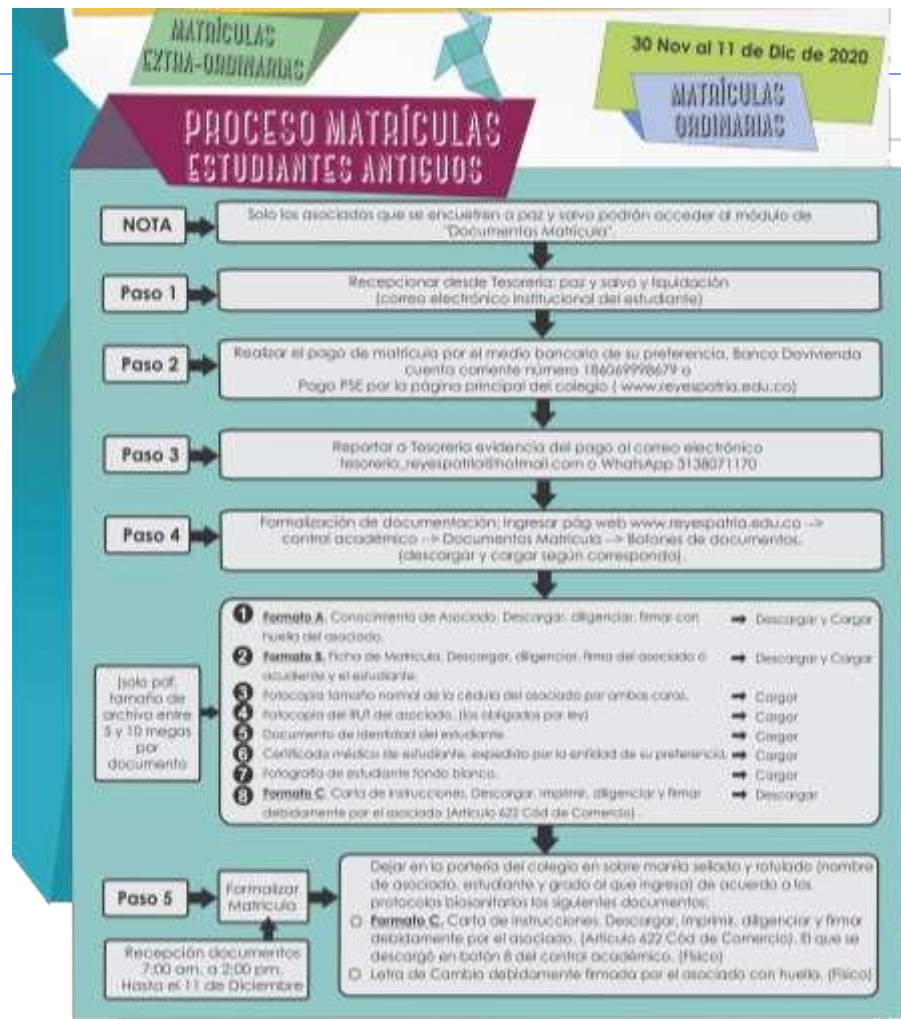 MATRÍCULAS
EXTRA-ORDINARIAS
30 Nov al 11 de Dic de 2020
MATRÍCULAS
ORDINARIAS
PROCESO MATRÍCULAS
ESTUDIANTES ANTIGUOS
NOTA
Solo los asociados que se encuentren a paz y salvo podrán acceder al módulo de
"Documentos Matrícula".
Paso 1
Recepcionar desde Tesorería: paz y salvo y liquidación
(correo electrónico institucional del estudiante)
Paso 2
Realizar el pago de matrícula por el medio bancario de su preferencia, Banco Davivienda
cuenta corriente número 186069998679 o
Pago PSE por la página principal del colegio ( www.reyespatria.edu.co)
Paso 3
Reportar a Tesorería evidencia del pago al correo electrónico
tesoreria_reyespatria@hotmail.com o WhatsApp 3138071170
Paso 4
Formalización de documentación: Ingresar pág web www.reyespatria.edu.co -->
control académico --> Documentos Matrícula --> Botones de documentos.
(descargar y cargar según corresponda).
(solo pdf,
tamaño de
archivo entre
5 y 10 megas
por
documento
1 Formato A. Conocimiento de Asociado. Descargar, diligenciar, firmar con ➡ Descargar y Cargar
huella del asociado.
2 Formato B. Ficha de Matrícula. Descargar, diligenciar, firma del asociado ó ➡ Descargar y Cargar
acudiente y el estudiante.
3 Fotocopia tamaño normal de la cédula del asociado por ambas caras. ➡ Cargar
4 Fotocopia del RUT del asociado. (los obligados por ley) ➡ Cargar
5 Documento de identidad del estudiante. ➡ Cargar
6 Certificado médico de estudiante, expedido por la entidad de su preferencia. ➡ Cargar
7 Fotografía de estudiante fondo blanco. ➡ Cargar
8 Formato C. Carta de Instrucciones. Descargar, imprimir, diligenciar y firmar ➡ Descargar
debidamente por el asociado (Artículo 622 Cód de Comercio) .
Paso 5
Formalizar
Matrícula
Recepción documentos
7:00 am. a 2:00 pm.
Hasta el 11 de Diciembre
Dejar en la portería del colegio en sobre manila sellado y rotulado (nombre
de asociado, estudiante y grado al que ingresa) de acuerdo a los
protocolos biosanitarios los siguientes documentos:
Formato C. Carta de Instrucciones. Descargar, imprimir, diligenciar y firmar
debidamente por el asociado. (Artículo 622 Cód de Comercio). El que se
descargó en botón 8 del control académico. (Físico)
Letra de Cambio debidamente firmada por el asociado con huella. (Físico)